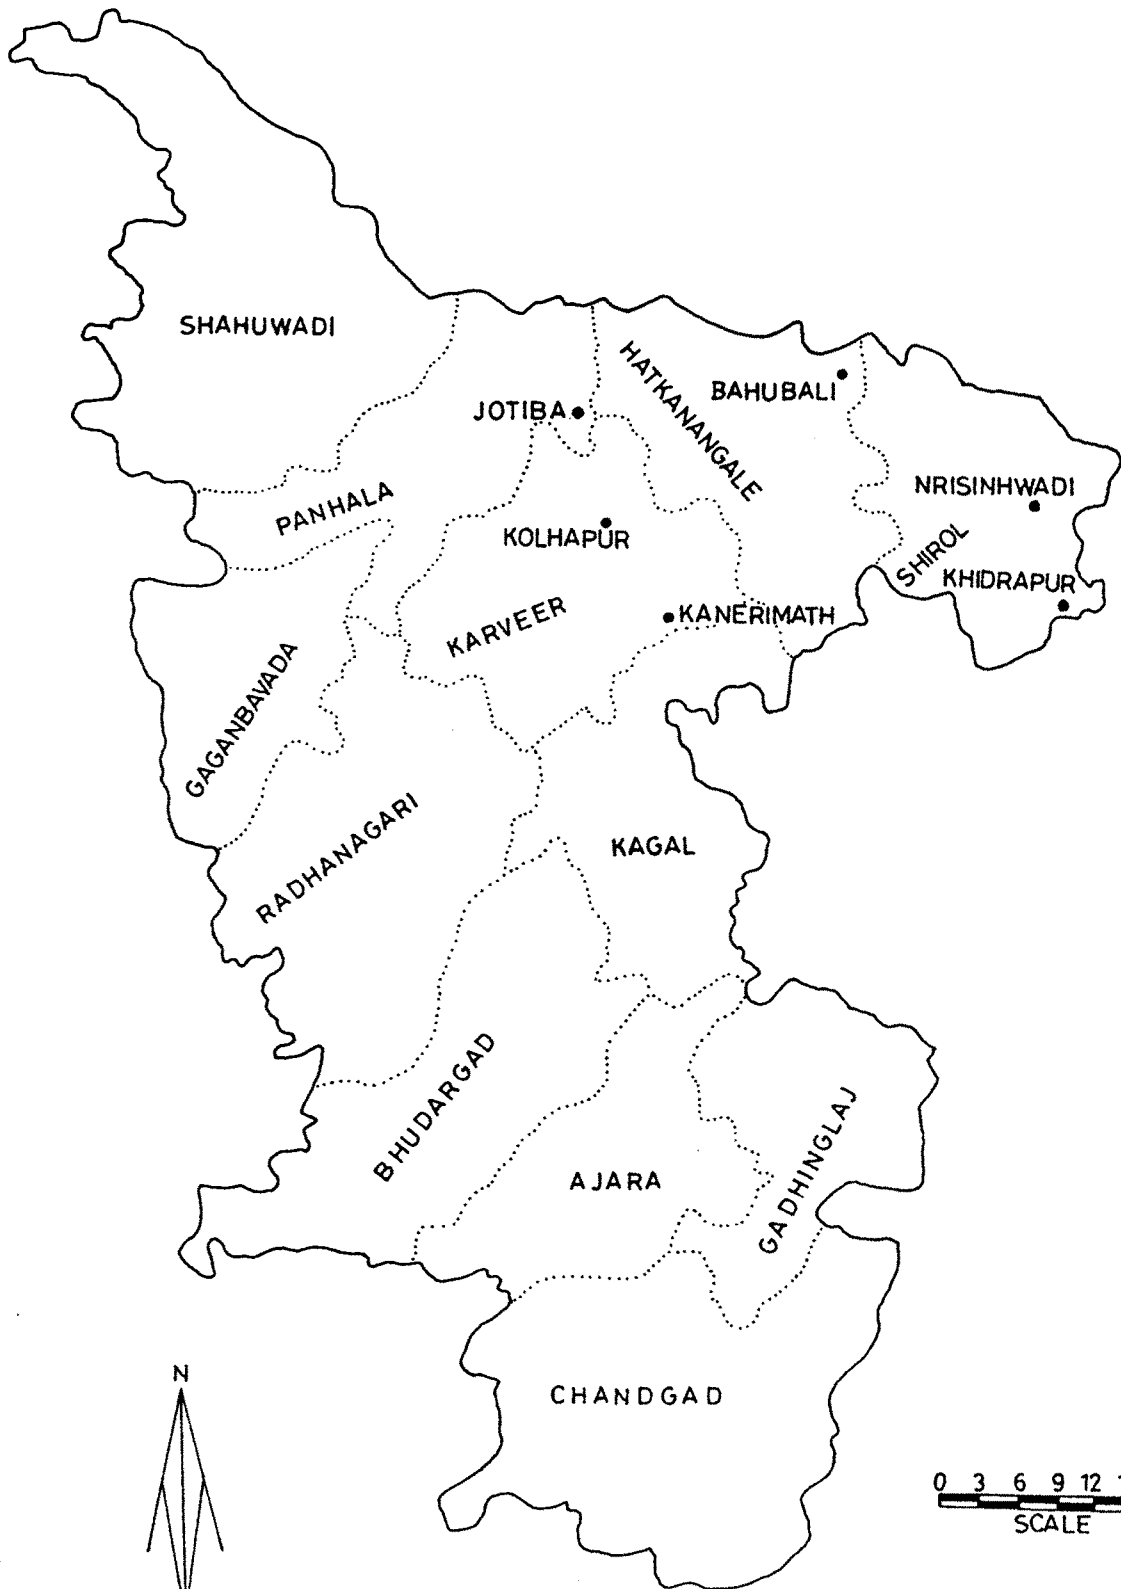 SHAHUWADI
HATKANANGALE
BAHUBALI
JOTIBA
PANHALA
NRISINHWADI
KOLHAPUR
SHIROL
KHIDRAPUR
KARVEER
KANERIMATH
GAGANBAVADA
RADHANAGARI
KAGAL
BHUDARGAD
AJARA
GADHINGLAJ
CHANDGAD
N
0 3 6 9 12
SCALE